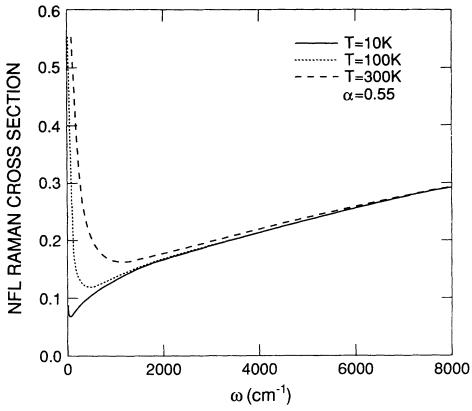 0.6
0.5
0.4
0.3
0.2
0.1
0.0
NFL RAMAN CROSS SECTION
T=10K
T=100K
T=300K
α=0.55
0 2000 4000 6000 8000
ω (cm⁻¹)